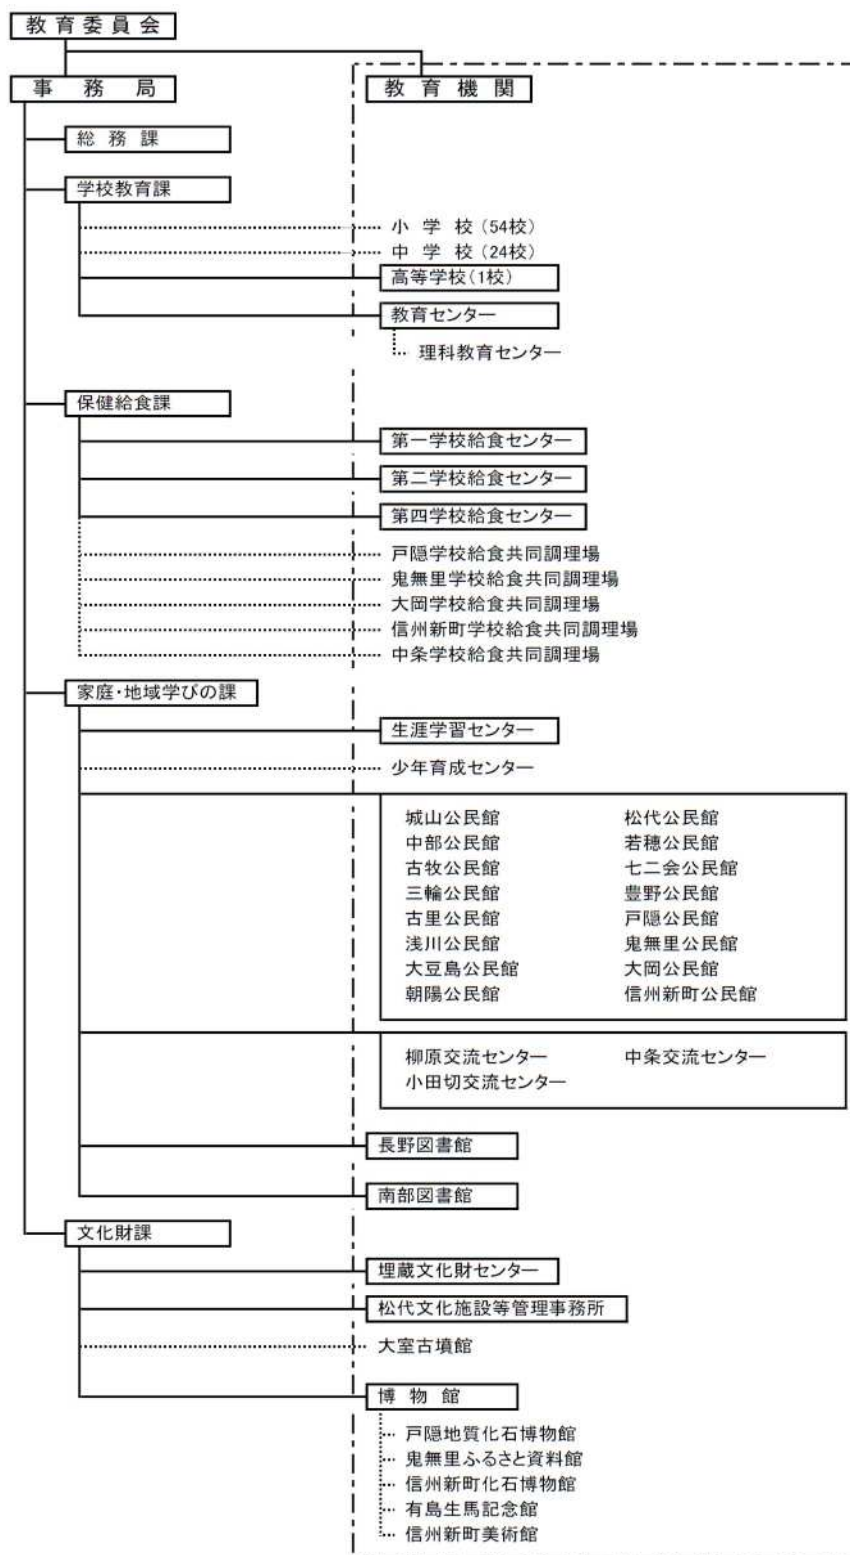 教育委員会
事務局
教育機関
総務課
学校教育課
小学校（54校）
中学校（24校）
高等学校（1校）
教育センター
理科教育センター
保健給食課
第一学校給食センター
第二学校給食センター
第四学校給食センター
戸隠学校給食共同調理場
鬼無里学校給食共同調理場
大岡学校給食共同調理場
信州新町学校給食共同調理場
中条学校給食共同調理場
家庭・地域学びの課
生涯学習センター
少年育成センター
城山公民館 松代公民館
中部公民館 若穂公民館
古牧公民館 七二会公民館
三輪公民館 豊野公民館
古里公民館 戸隠公民館
浅川公民館 鬼無里公民館
大豆島公民館 大岡公民館
朝陽公民館 信州新町公民館
柳原交流センター 中条交流センター
小田切交流センター
長野図書館
南部図書館
文化財課
埋蔵文化財センター
松代文化施設等管理事務所
大室古墳館
博物館
戸隠地質化石博物館
鬼無里ふるさと資料館
信州新町化石博物館
有島生馬記念館
信州新町美術館